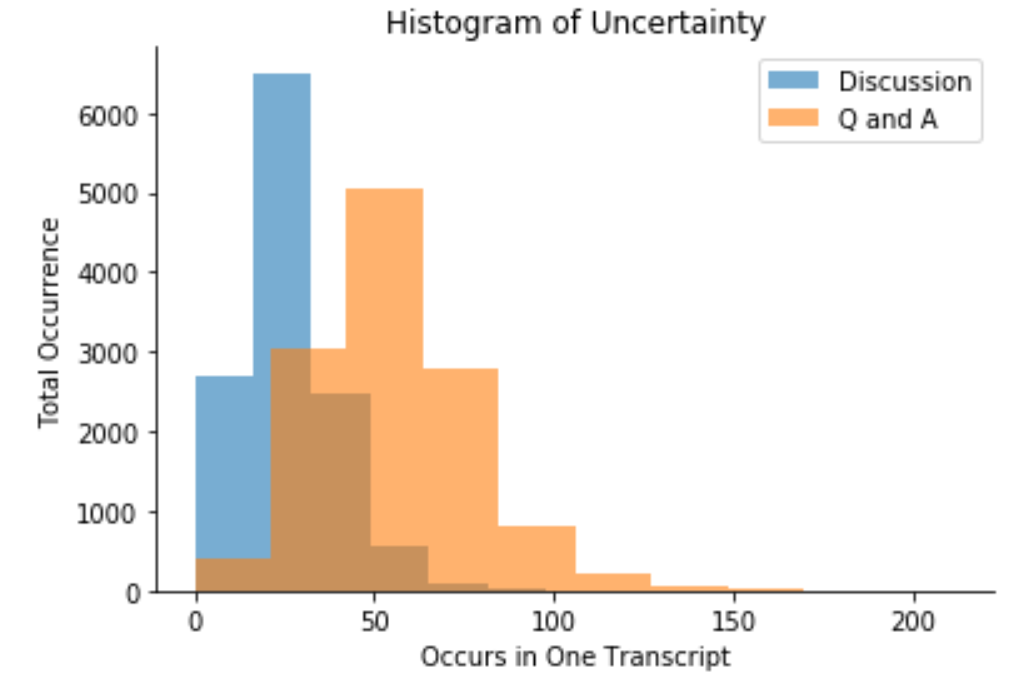 Histogram of Uncertainty
Discussion
Q and A
6000
5000
4000
3000
2000
1000
0
Total Occurrence
0 50 100 150 200
Occurs in One Transcript